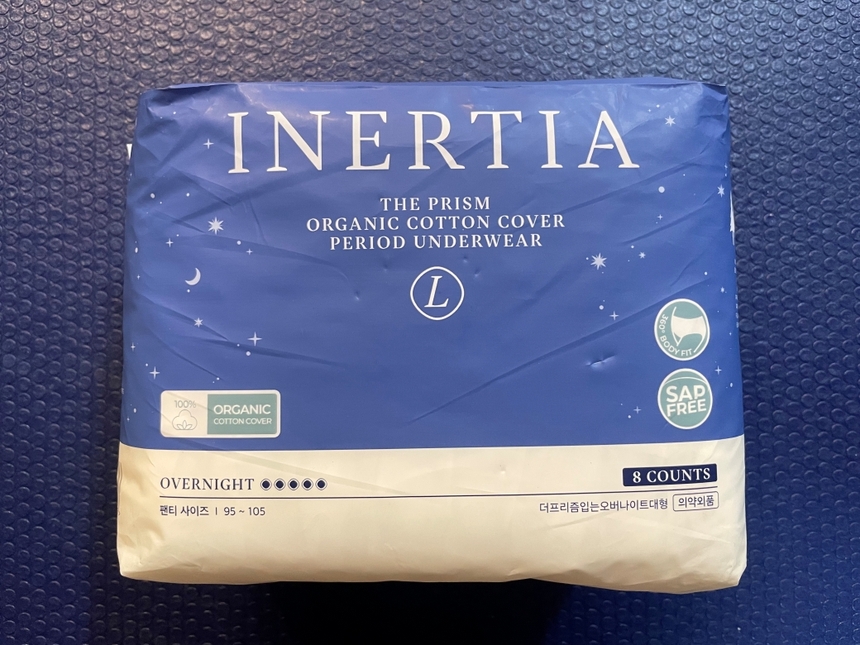 INERTIA
THE PRISM
ORGANIC COTTON COVER
PERIOD UNDERWEAR
L
360° BODY FIT
SAP
FREE
100%
ORGANIC
COTTON COVER
OVERNIGHT
8 COUNTS
팬티 사이즈 | 95 ~ 105
더프리즘입는오버나이트대형 의약외품